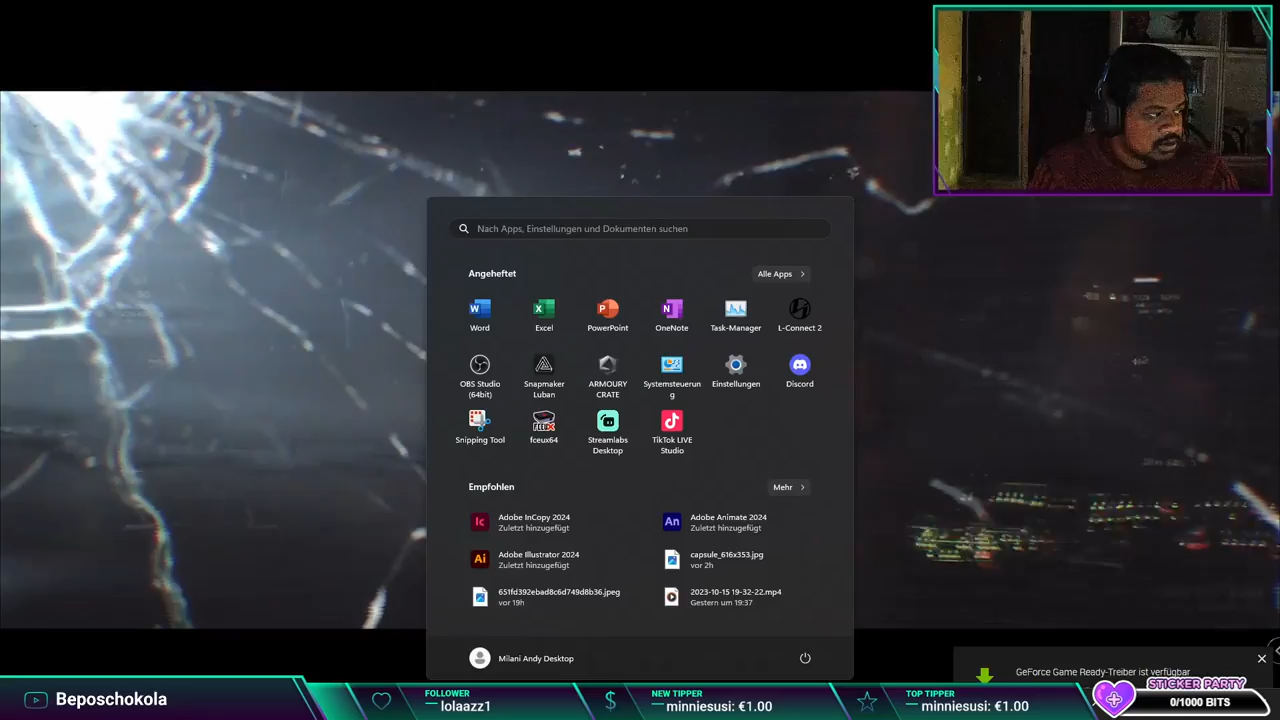 Nach Apps, Einstellungen und Dokumenten suchen
Angeheftet
Alle Apps
Word
Excel
PowerPoint
OneNote
Task-Manager
L-Connect 2
OBS Studio
(64bit)
Snapmaker
Luban
ARMOURY
CRATE
Systemsteuerun
g
Einstellungen
Discord
Snipping Tool
fceux64
Streamlabs
Desktop
TikTok LIVE
Studio
Empfohlen
Mehr
Adobe InCopy 2024
Zuletzt hinzugefügt
Adobe Animate 2024
Zuletzt hinzugefügt
Adobe Illustrator 2024
Zuletzt hinzugefügt
capsule_616x353.jpg
vor 2h
651fd392ebad8c6d749d8b36.jpeg
vor 19h
2023-10-15 19-32-22.mp4
Gestern um 19:37
Milani Andy Desktop
GeForce Game Ready-Treiber ist verfügbar
Beposchokola
FOLLOWER
lolaazz1
NEW TIPPER
minniesusi: €1.00
TOP TIPPER
minniesusi: €1.00
STICKER PARTY
0/1000 BITS